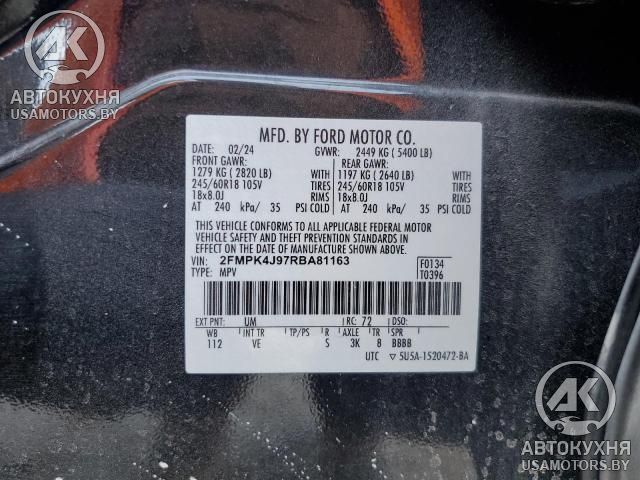 АК
АВТОКУХНЯ
USAMOTORS.BY
MFD. BY FORD MOTOR CO.
DATE: 02/24 GVWR: 2449 KG ( 5400 LB)
FRONT GAWR: REAR GAWR:
1279 KG ( 2820 LB) WITH 1197 KG ( 2640 LB) WITH
245/60R18 105V TIRES 245/60R18 105V TIRES
18x8.0J RIMS 18x8.0J RIMS
AT 240 kPa/ 35 PSI COLD AT 240 kPa/ 35 PSI COLD
THIS VEHICLE CONFORMS TO ALL APPLICABLE FEDERAL MOTOR
VEHICLE SAFETY AND THEFT PREVENTION STANDARDS IN
EFFECT ON THE DATE OF MANUFACTURE SHOWN ABOVE.
VIN: 2FMPK4J97RBA81163 F0134
TYPE: MPV T0396
EXT PNT: UM RC: 72 DSO:
WB INT TR TP/PS R AXLE TR SPR
112 VE S 3K 8 BBBB
UTC ▽ 5U5A-1520472-BA
АК
АВТОКУХНЯ
USAMOTORS.BY